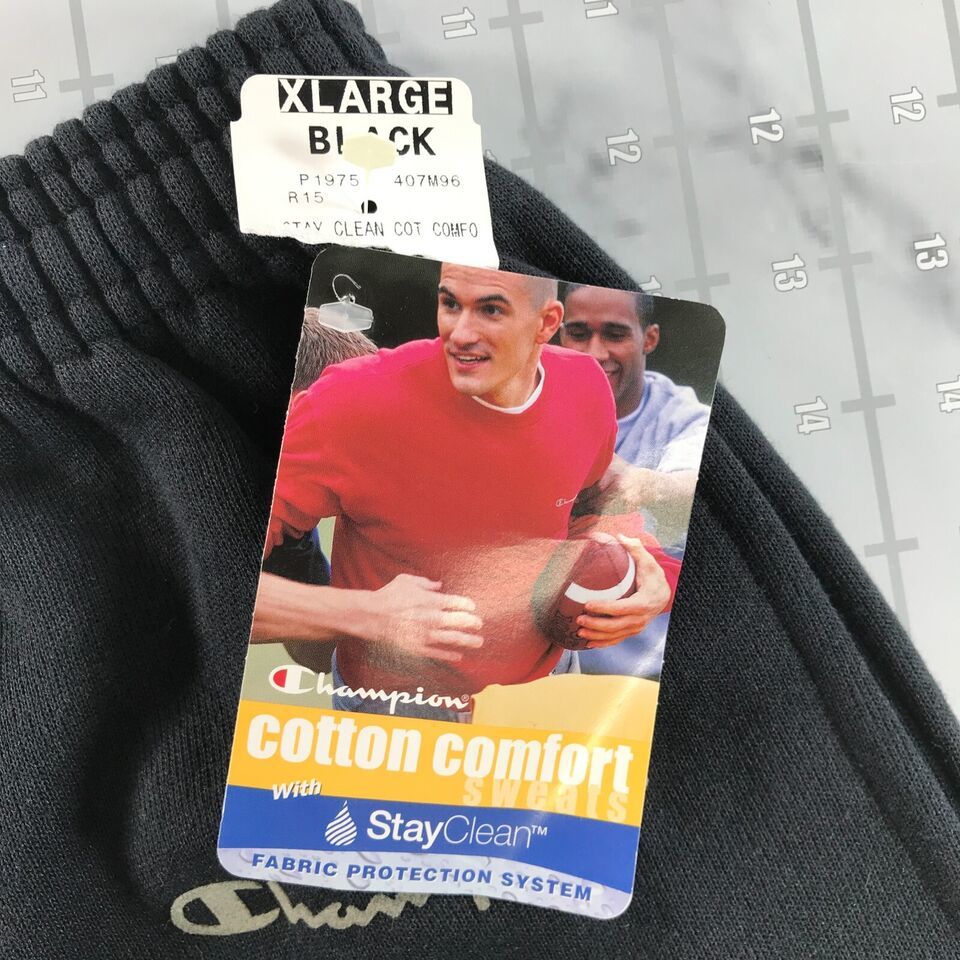 11
11
12
12
12
13
13
14
14
XLARGE
BLACK
P1975 407M96
R15
STAY CLEAN COT COMFO
Champion®
cotton comfort
sweats
With
StayClean™
FABRIC PROTECTION SYSTEM
Champion